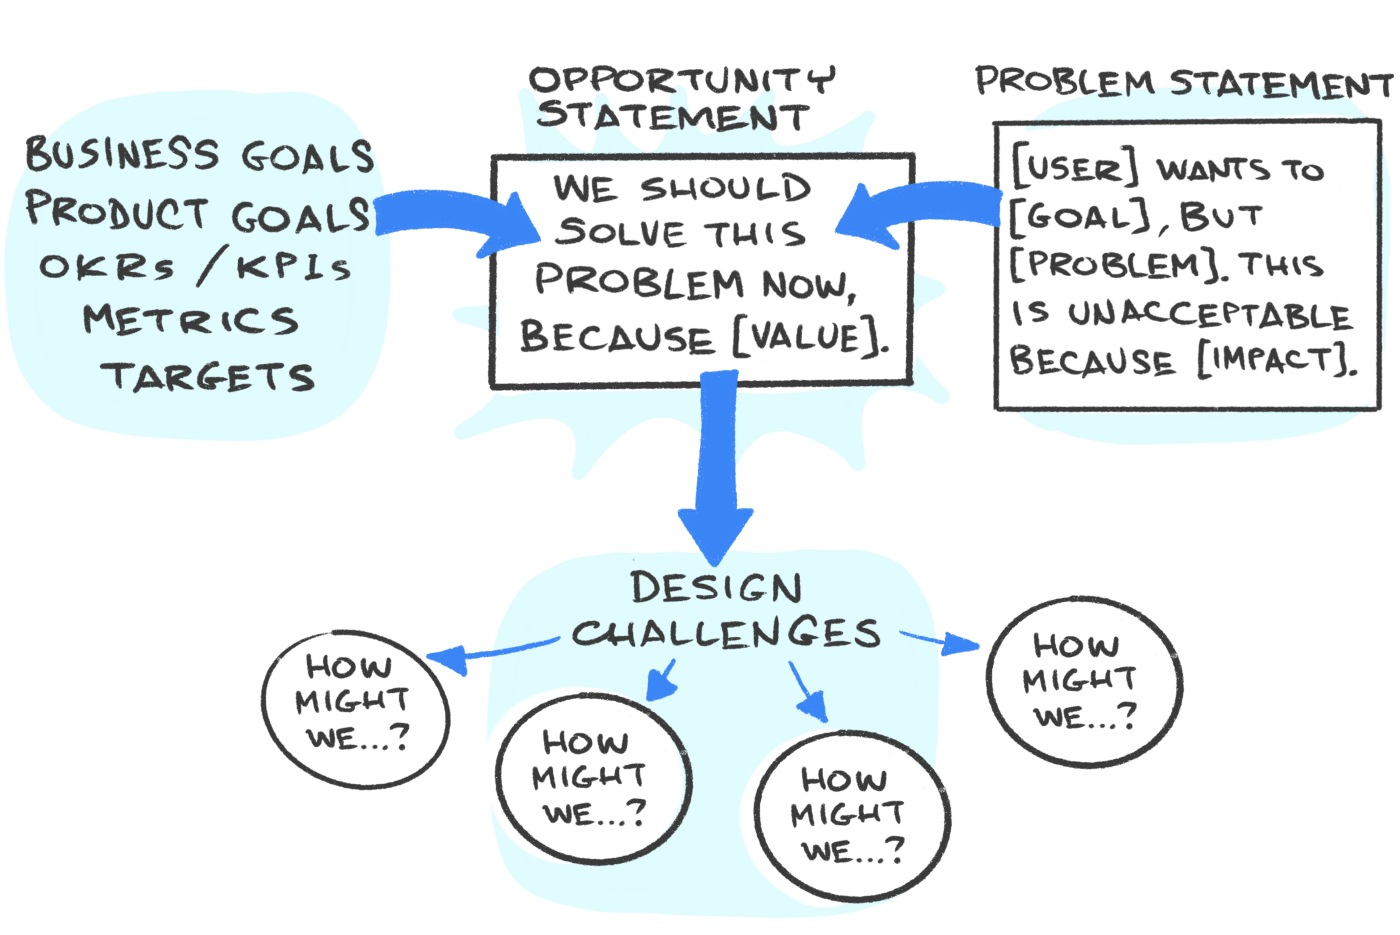 BUSINESS GOALS
PRODUCT GOALS
OKRs / KPIs
METRICS
TARGETS
OPPORTUNITY
STATEMENT
WE SHOULD
SOLVE THIS
PROBLEM NOW,
BECAUSE [VALUE].
PROBLEM STATEMENT
[USER] WANTS TO
[GOAL], BUT
[PROBLEM]. THIS
IS UNACCEPTABLE
BECAUSE [IMPACT].
DESIGN
CHALLENGES
HOW
MIGHT
WE...?
HOW
MIGHT
WE...?
HOW
MIGHT
WE...?
HOW
MIGHT
WE...?